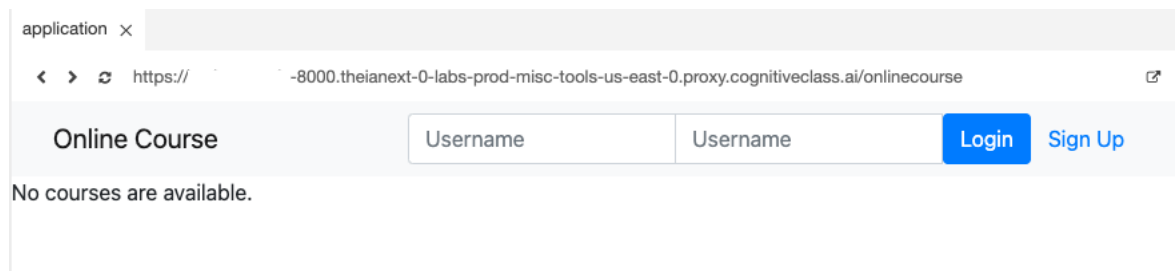 application ×
https:// -8000.theianext-0-labs-prod-misc-tools-us-east-0.proxy.cognitiveclass.ai/onlinecourse
Online Course Username Username Login Sign Up
No courses are available.